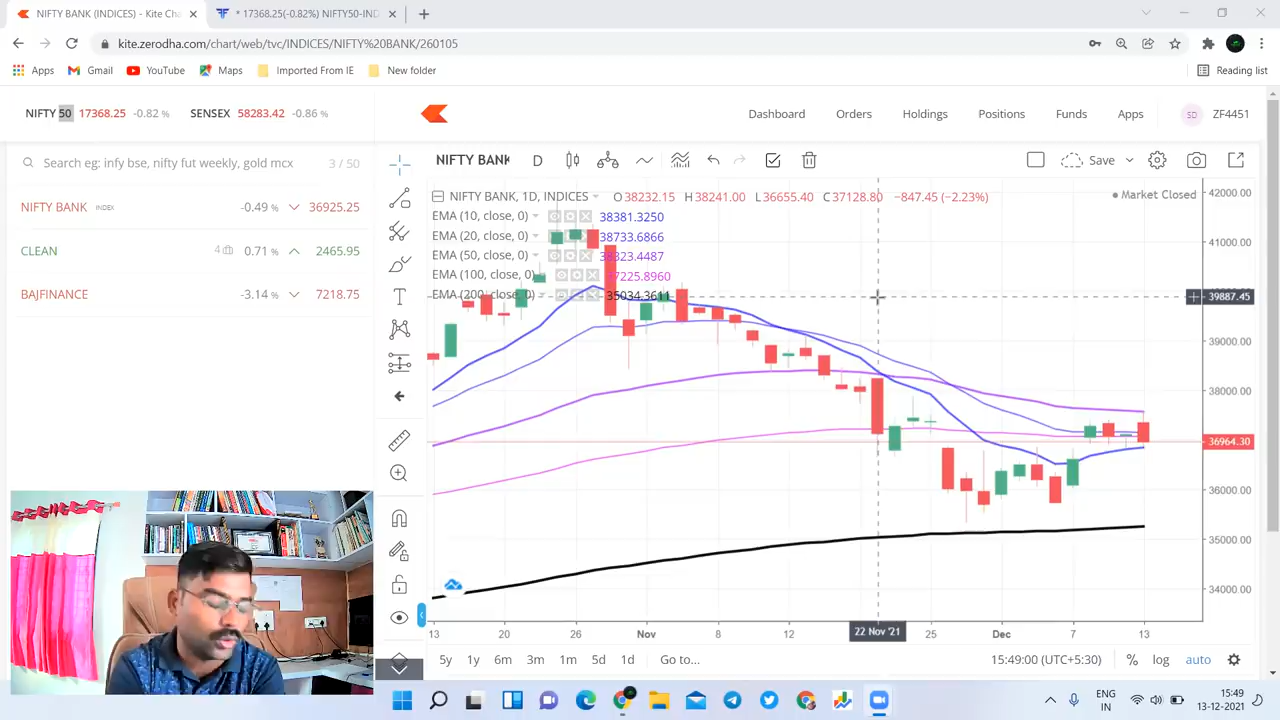 NIFTY BANK (INDICES) - Kite Cha
* 17368.25(-0.82%) NIFTY50-IND
kite.zerodha.com/chart/web/tvc/INDICES/NIFTY%20BANK/260105
Apps Gmail YouTube Maps Imported From IE New folder Reading list
NIFTY 50 17368.25 -0.82 % SENSEX 58283.42 -0.86 %
Dashboard Orders Holdings Positions Funds Apps SD ZF4451
Search eg: infy bse, nifty fut weekly, gold mcx 3 / 50
NIFTY BANK INDEX -0.49 % 36925.25
CLEAN 4 0.71 % 2465.95
BAJFINANCE -3.14 % 7218.75
NIFTY BANK D Save
NIFTY BANK, 1D, INDICES O38232.15 H38241.00 L36655.40 C37128.80 -847.45 (-2.23%)
Market Closed
EMA (10, close, 0) 38381.3250
EMA (20, close, 0) 38733.6866
EMA (50, close, 0) 38323.4487
EMA (100, close, 0) 37225.8960
EMA (200, close, 0) 35034.3611
42000.00
41000.00
39887.45
39000.00
38000.00
36964.30
36000.00
35000.00
34000.00
13 20 26 Nov 8 12 22 Nov '21 25 Dec 7 13
5y 1y 6m 3m 1m 5d 1d Go to... 15:49:00 (UTC+5:30) % log auto
ENG
IN
15:49
13-12-2021